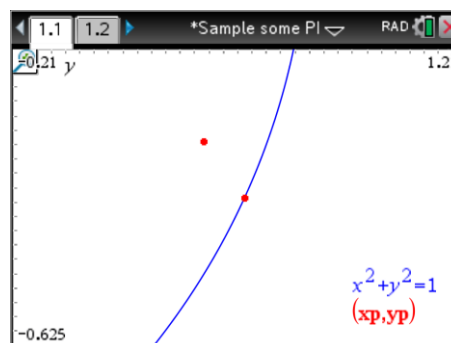 1.1 1.2 *Sample some PI RAD
-0.21 y 1.2
x²+y²=1
(xp,yp)
-0.625